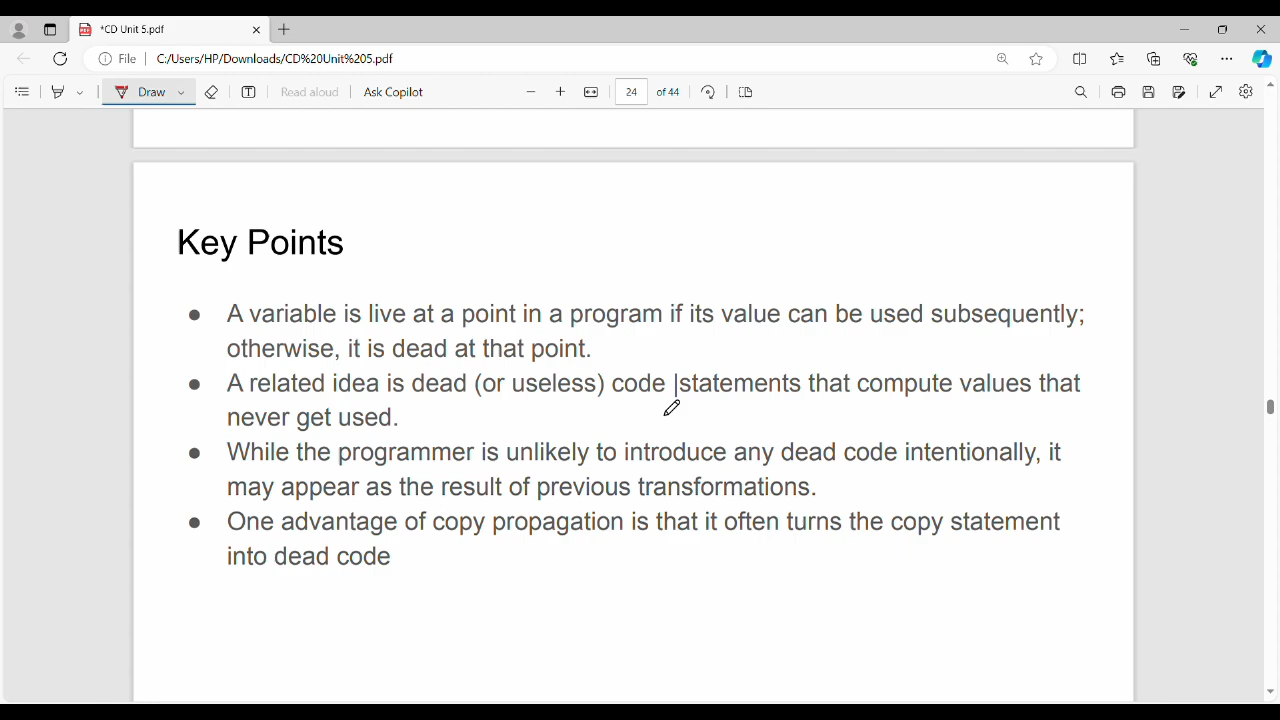 *CD Unit 5.pdf
File C:/Users/HP/Downloads/CD%20Unit%205.pdf
Draw Read aloud Ask Copilot 24 of 44
Key Points
● A variable is live at a point in a program if its value can be used subsequently;
otherwise, it is dead at that point.
● A related idea is dead (or useless) code |statements that compute values that
never get used.
● While the programmer is unlikely to introduce any dead code intentionally, it
may appear as the result of previous transformations.
● One advantage of copy propagation is that it often turns the copy statement
into dead code